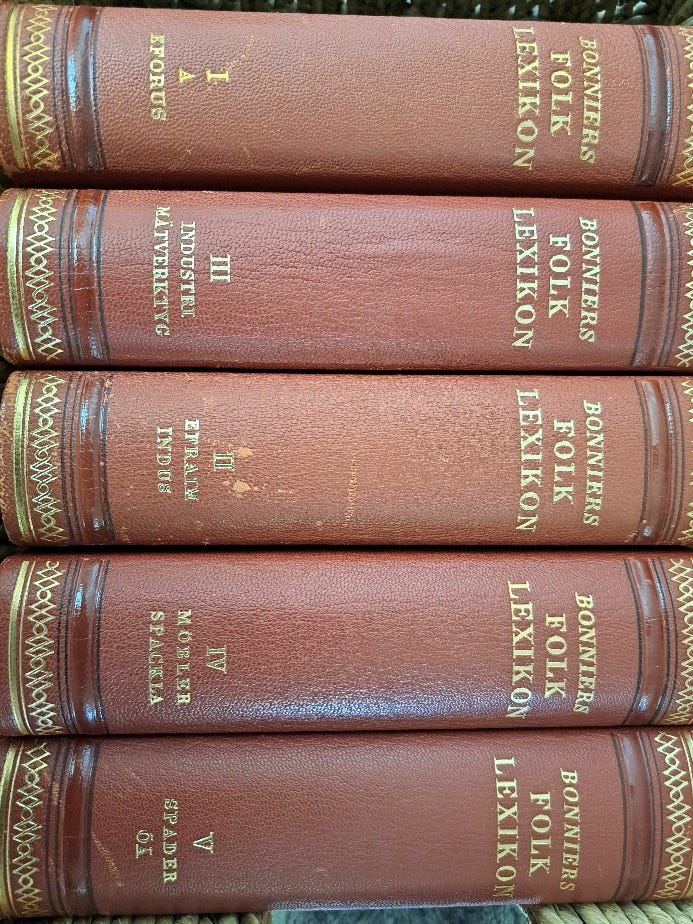 BONNIERS
FOLK
LEXIKON
I
A
EFORUS
BONNIERS
FOLK
LEXIKON
III
INDUSTRI
MÄTVERKTYG
BONNIERS
FOLK
LEXIKON
II
EFRAIM
INDUS
BONNIERS
FOLK
LEXIKON
IV
MÖBLER
SPACKLA
BONNIERS
FOLK
LEXIKON
V
SPADER